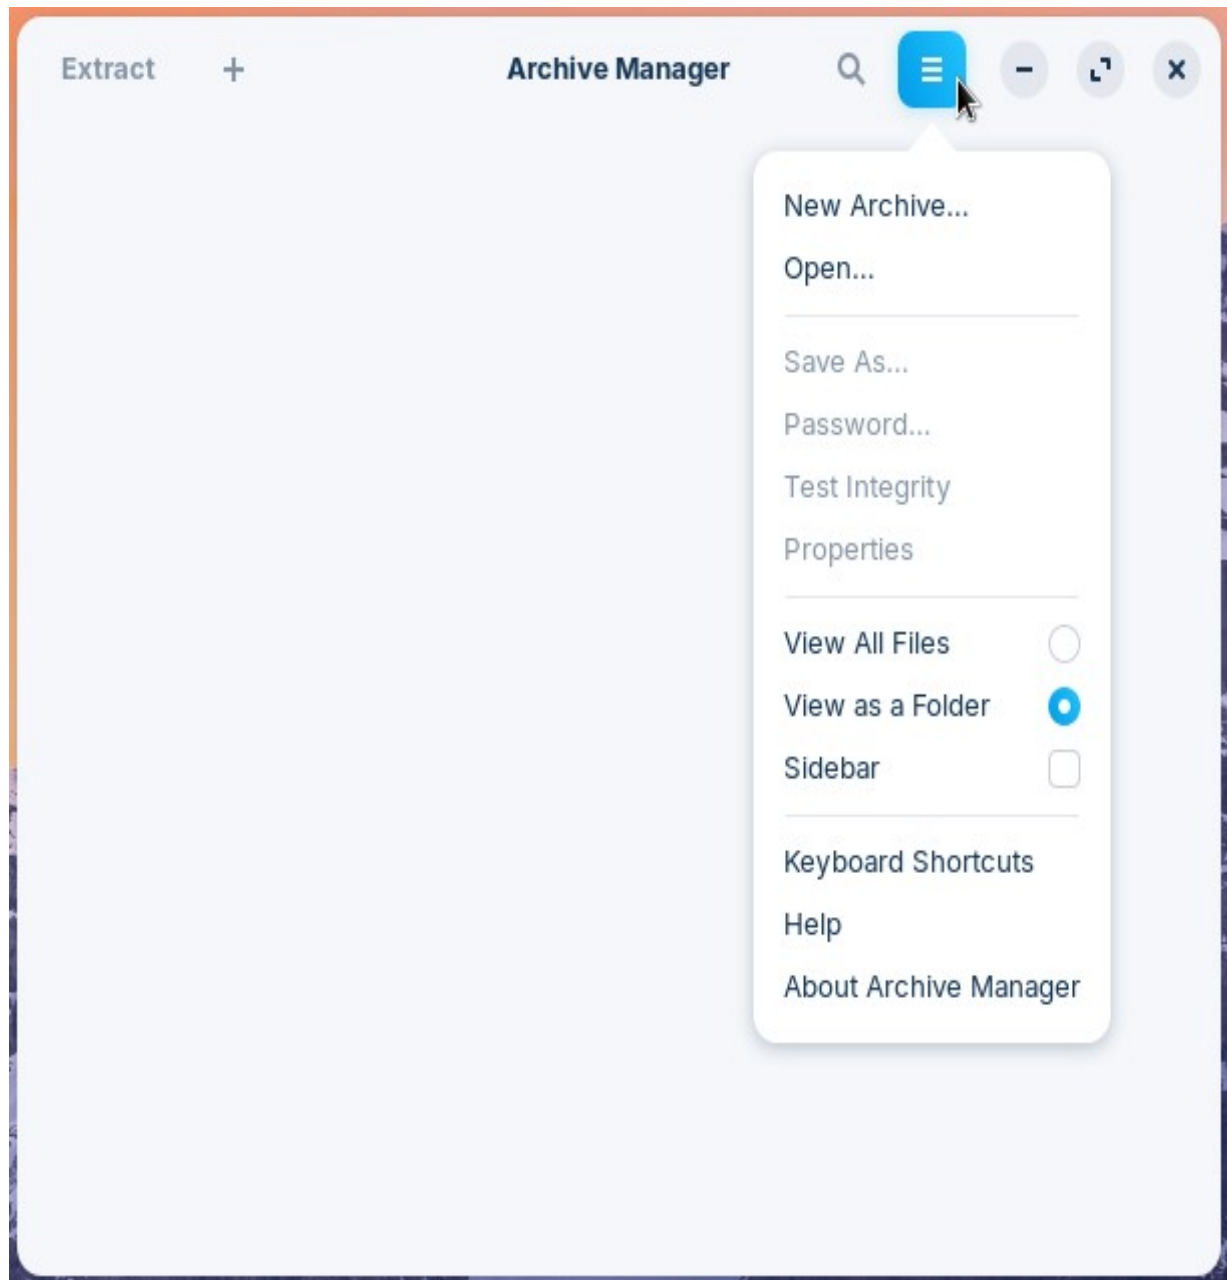 Extract
Archive Manager
New Archive...
Open...
Save As...
Password...
Test Integrity
Properties
View All Files
View as a Folder
Sidebar
Keyboard Shortcuts
Help
About Archive Manager